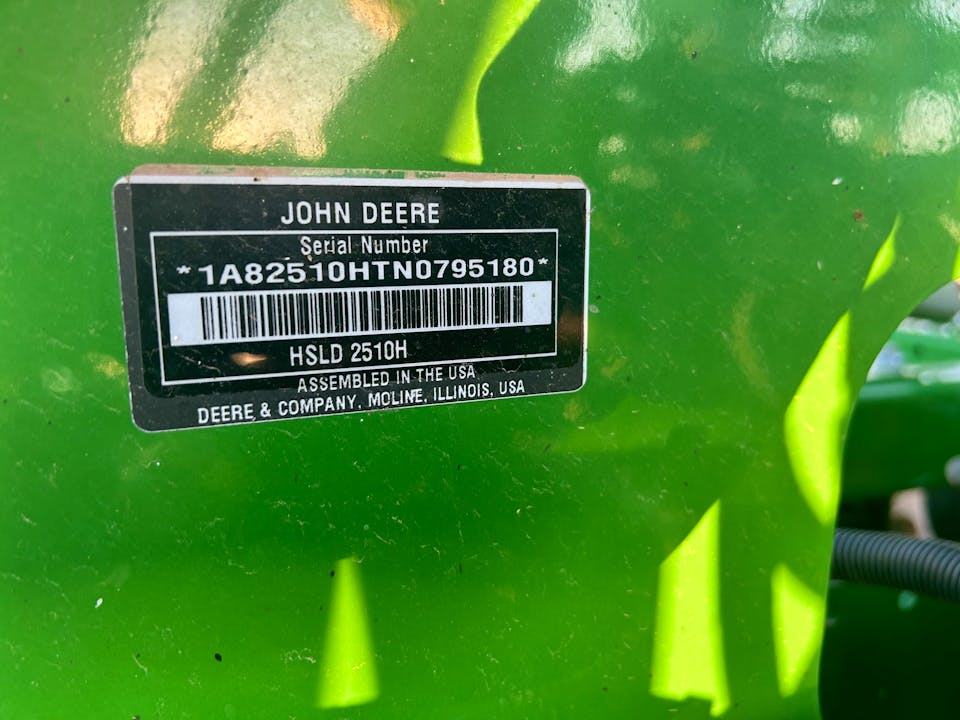 JOHN DEERE
Serial Number
*1A82510HTN0795180*
HSLD 2510H
ASSEMBLED IN THE USA
DEERE & COMPANY, MOLINE, ILLINOIS, USA